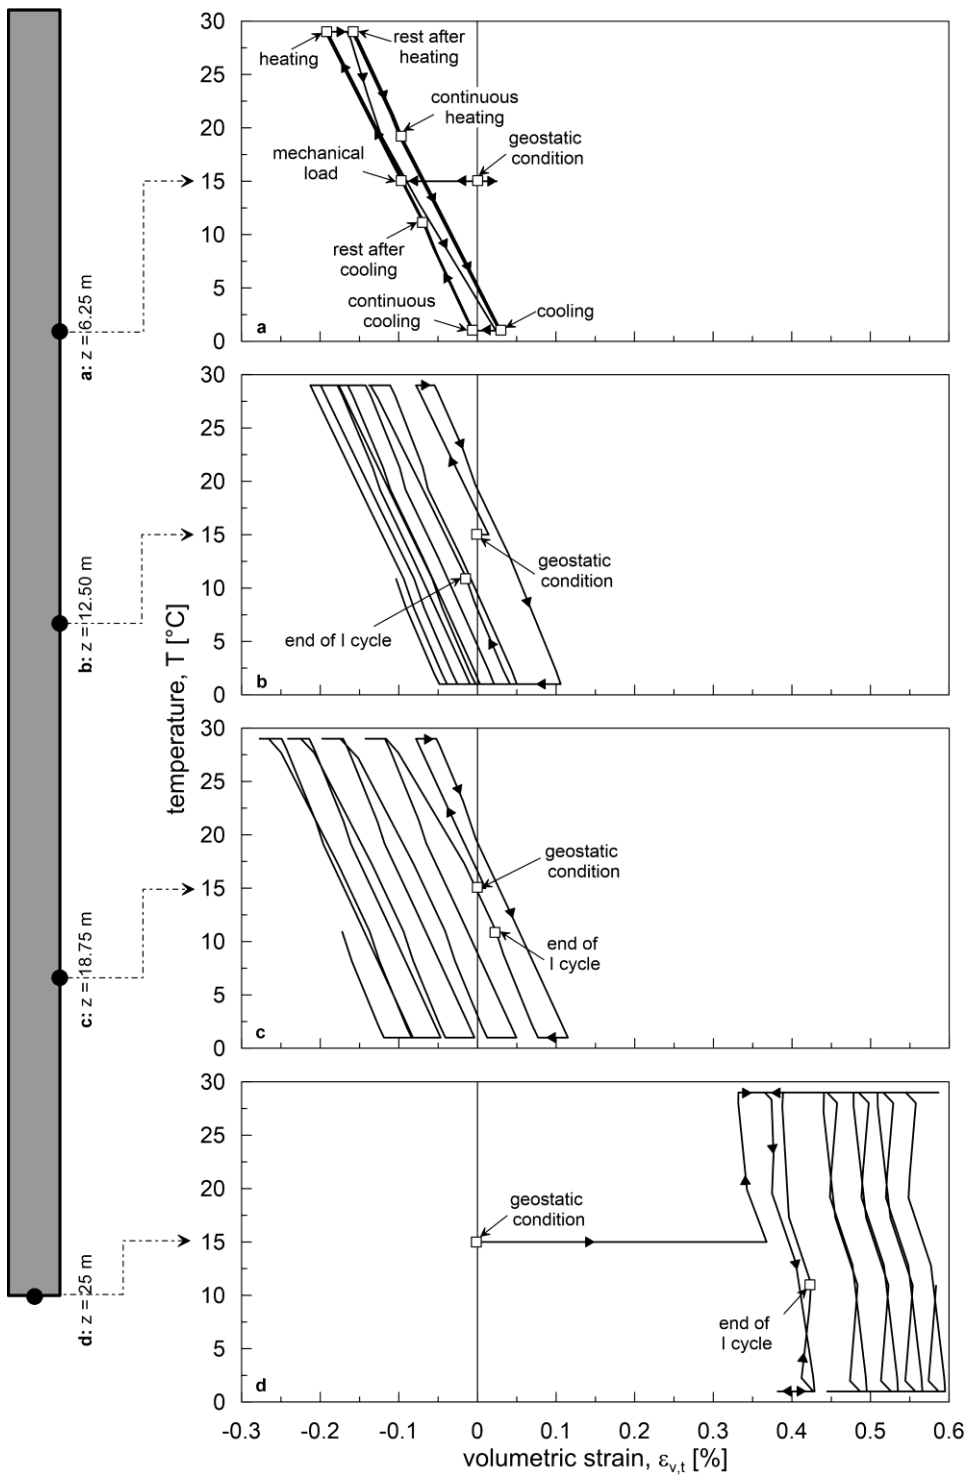 30
25
20
15
10
5
0
heating
rest after
heating
continuous
heating
mechanical
load
geostatic
condition
rest after
cooling
continuous
cooling
cooling
a
a: z = 6.25 m
30
25
20
15
10
5
0
geostatic
condition
end of I cycle
b
b: z = 12.50 m
temperature, T [°C]
30
25
20
15
10
5
0
geostatic
condition
end of
I cycle
c
c: z = 18.75 m
30
25
20
15
10
5
0
geostatic
condition
end of
I cycle
d
d: z = 25 m
-0.3 -0.2 -0.1 0 0.1 0.2 0.3 0.4 0.5 0.6
volumetric strain, εv,t [%]